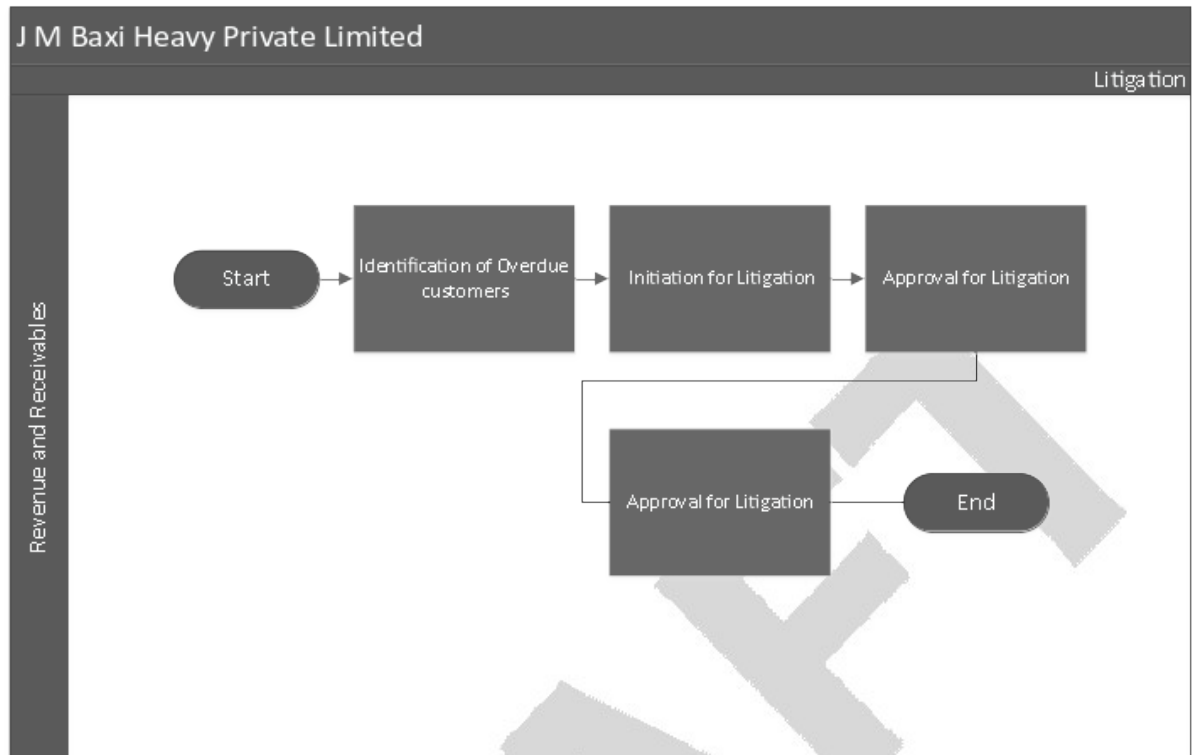 J M Baxi Heavy Private Limited
Litigation
Revenue and Receivables
Start
Identification of Overdue
customers
Initiation for Litigation
Approval for Litigation
Approval for Litigation
End